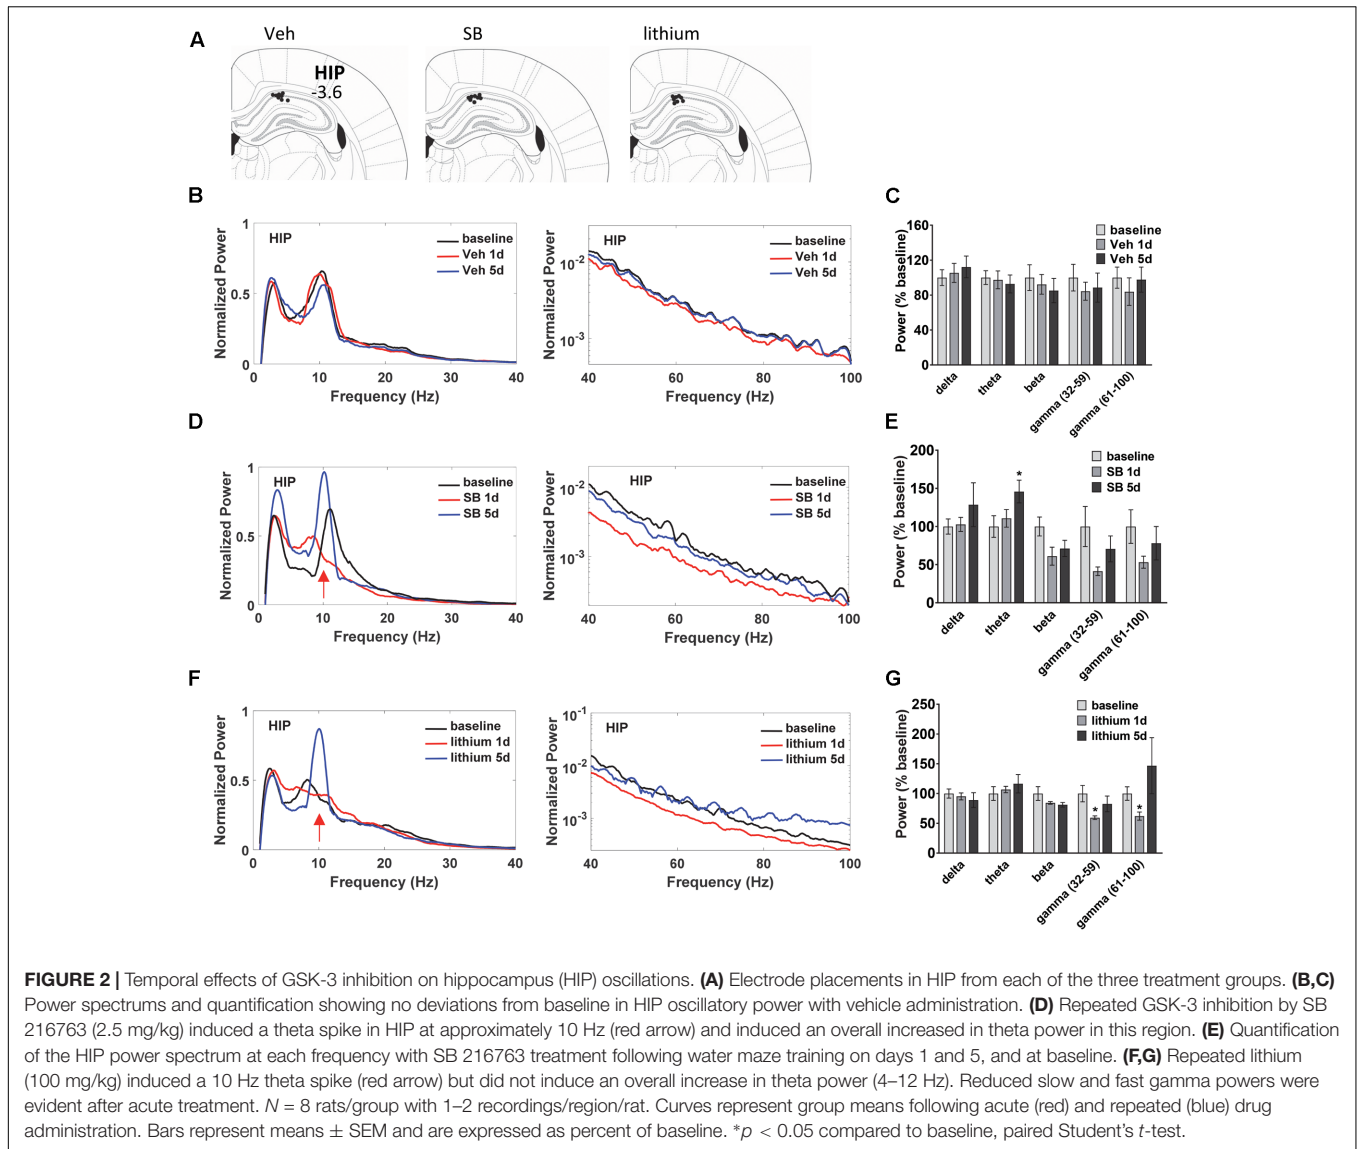 A
Veh
SB
lithium
HIP
-3.6
B
1
0.5
0
Normalized Power
HIP
baseline
Veh 1d
Veh 5d
0 10 20 30 40
Frequency (Hz)
10-2
10-3
Normalized Power
HIP
baseline
Veh 1d
Veh 5d
40 60 80 100
Frequency (Hz)
C
160
120
80
40
0
Power (% baseline)
baseline
Veh 1d
Veh 5d
delta theta beta gamma (32-59) gamma (61-100)
D
1
0.5
0
Normalized Power
HIP
baseline
SB 1d
SB 5d
0 10 20 30 40
Frequency (Hz)
10-2
10-3
Normalized Power
HIP
baseline
SB 1d
SB 5d
40 60 80 100
Frequency (Hz)
E
200
150
100
50
0
Power (% baseline)
baseline
SB 1d
SB 5d
*
delta theta beta gamma (32-59) gamma (61-100)
F
1
0.5
0
Normalized Power
HIP
baseline
lithium 1d
lithium 5d
0 10 20 30 40
Frequency (Hz)
10-1
10-2
10-3
Normalized Power
HIP
baseline
lithium 1d
lithium 5d
40 60 80 100
Frequency (Hz)
G
250
200
150
100
50
0
Power (% baseline)
baseline
lithium 1d
lithium 5d
* *
delta theta beta gamma (32-59) gamma (61-100)
FIGURE 2 | Temporal effects of GSK-3 inhibition on hippocampus (HIP) oscillations. (A) Electrode placements in HIP from each of the three treatment groups. (B,C)
Power spectrums and quantification showing no deviations from baseline in HIP oscillatory power with vehicle administration. (D) Repeated GSK-3 inhibition by SB
216763 (2.5 mg/kg) induced a theta spike in HIP at approximately 10 Hz (red arrow) and induced an overall increased in theta power in this region. (E) Quantification
of the HIP power spectrum at each frequency with SB 216763 treatment following water maze training on days 1 and 5, and at baseline. (F,G) Repeated lithium
(100 mg/kg) induced a 10 Hz theta spike (red arrow) but did not induce an overall increase in theta power (4–12 Hz). Reduced slow and fast gamma powers were
evident after acute treatment. N = 8 rats/group with 1–2 recordings/region/rat. Curves represent group means following acute (red) and repeated (blue) drug
administration. Bars represent means ± SEM and are expressed as percent of baseline. *p < 0.05 compared to baseline, paired Student's t-test.